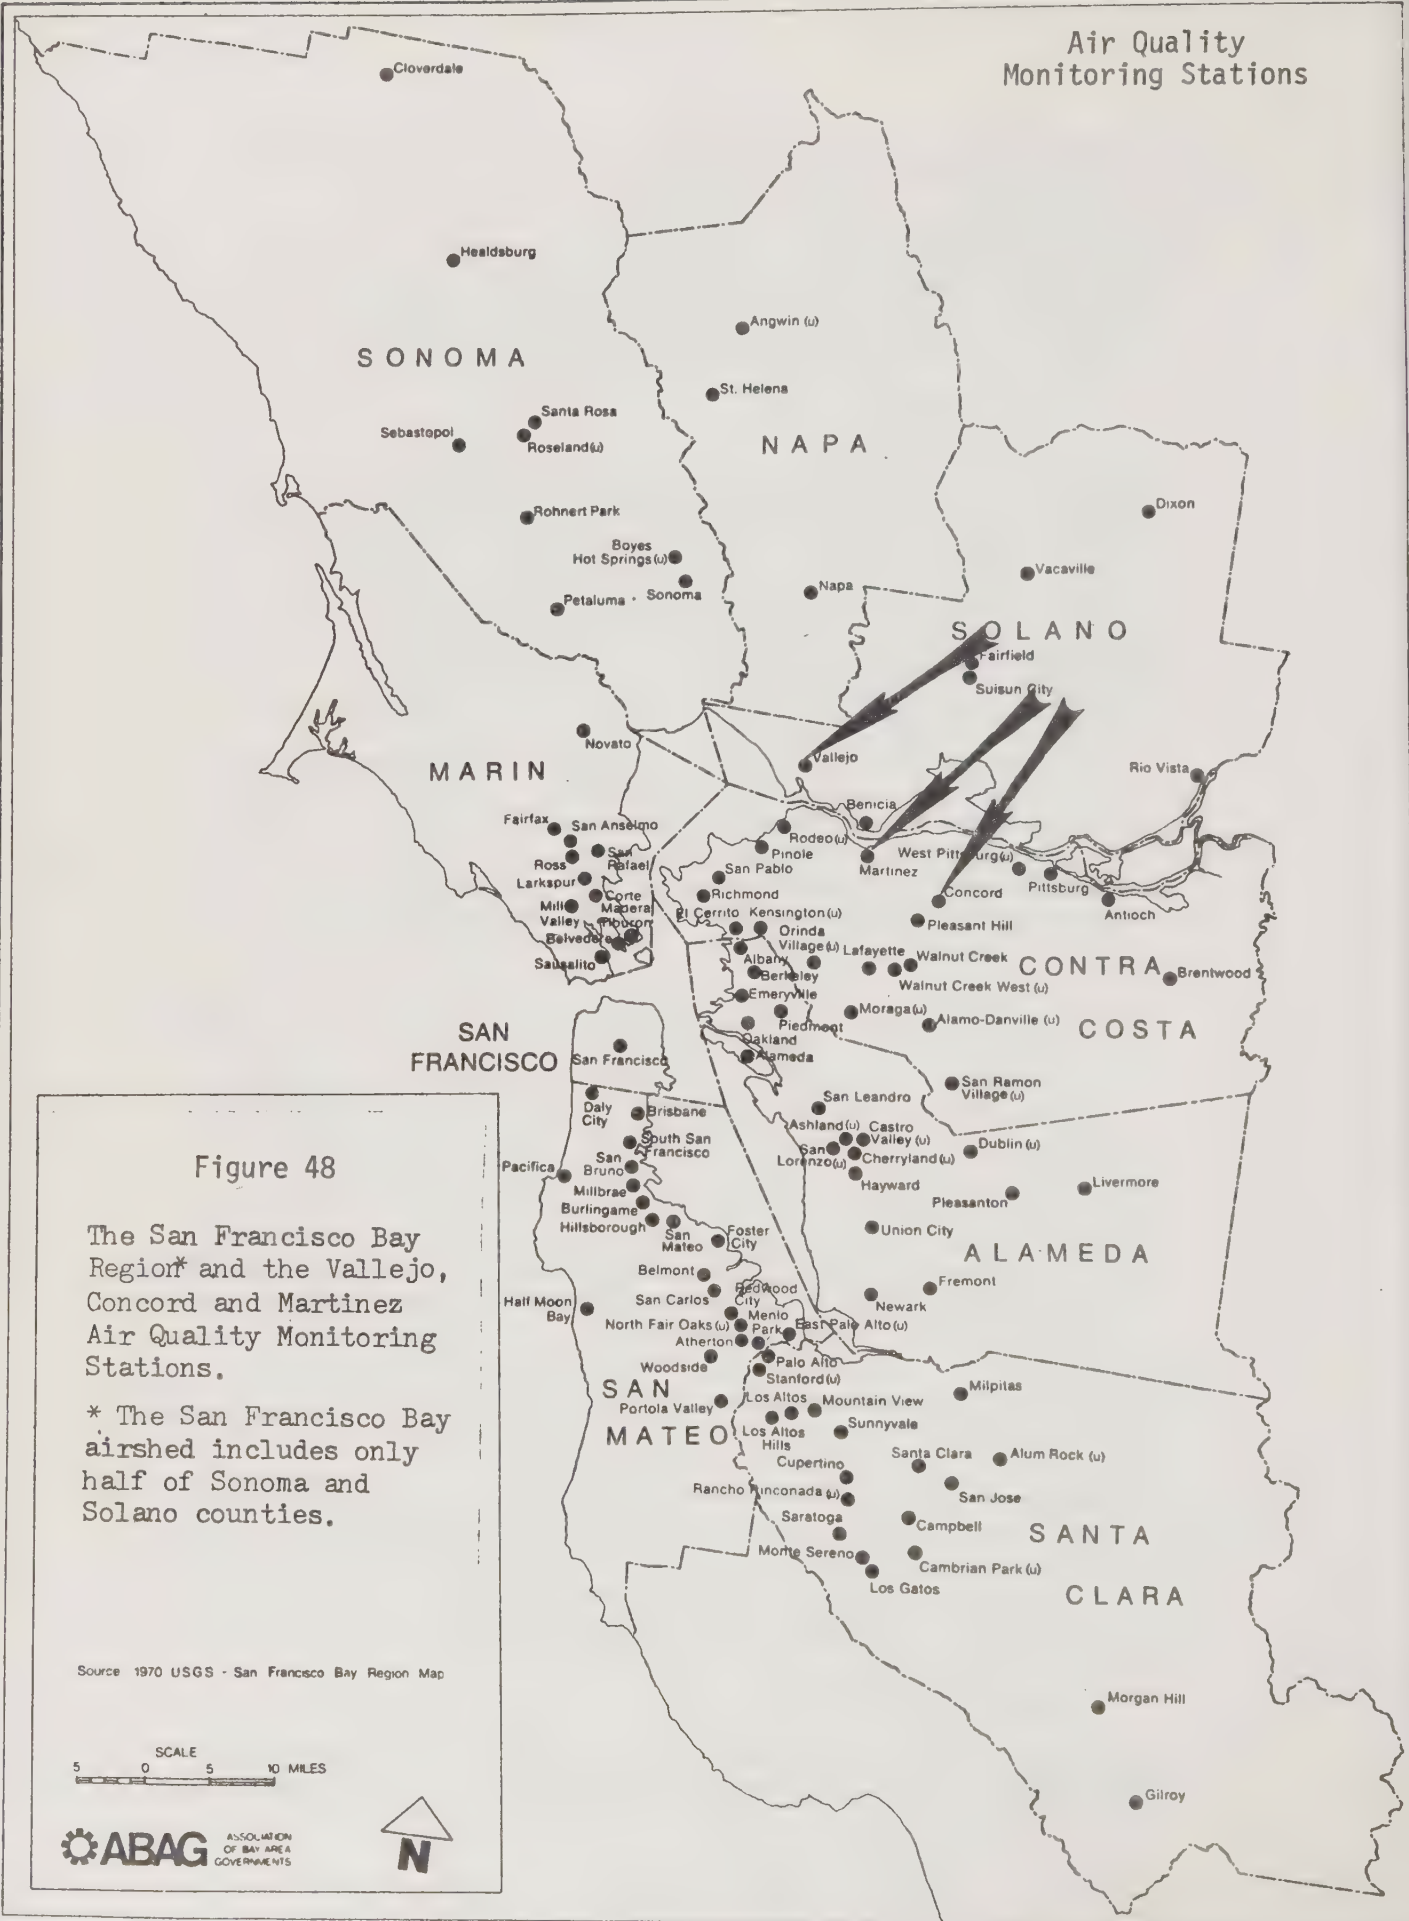 Air Quality
Monitoring Stations
Cloverdale
Healdsburg
Angwin (u)
SONOMA
St. Helena
Santa Rosa
Sebastopol
Roseland(u)
NAPA
Dixon
Rohnert Park
Boyes
Hot Springs(u)
Vacaville
Napa
Sonoma
Petaluma
SOLANO
Fairfield
Suisun City
Novato
Vallejo
MARIN
Rio Vista
Benicia
Fairfax
San Anselmo
Rodeo(u)
Pinole
West Pittsburg(u)
San
Rafael
Ross
Martinez
San Pablo
Larkspur
Pittsburg
Concord
Richmond
Corte
Madera
Mill
Valley
Antioch
El Cerrito
Kensington(u)
Tiburon
Pleasant Hill
Orinda
Village(u)
Belvedere
Lafayette
Walnut Creek
Albany
Sausalito
CONTRA
Brentwood
Berkeley
Walnut Creek West (u)
Emeryville
Moraga(u)
Alamo-Danville (u)
Piedmont
COSTA
SAN
FRANCISCO
Oakland
San Francisco
Alameda
San Ramon
Village(u)
San Leandro
Daly
City
Brisbane
Ashland(u)
Castro
Valley (u)
South San
Francisco
Dublin (u)
San
Lorenzo(u)
Cherryland(u)
San
Bruno
Pacifica
Hayward
Livermore
Millbrae
Pleasanton
Burlingame
Hillsborough
Union City
San
Mateo
Foster
City
ALAMEDA
Belmont
Fremont
Redwood
City
San Carlos
Half Moon
Bay
Newark
Menlo
Park
North Fair Oaks(u)
East Palo Alto(u)
Atherton
Palo Alto
Woodside
Stanford(u)
Milpitas
SAN
MATEO
Los Altos
Mountain View
Portola Valley
Sunnyvale
Los Altos
Hills
Santa Clara
Alum Rock (u)
Cupertino
Rancho Rinconada (u)
San Jose
Saratoga
Campbell
SANTA
CLARA
Monte Sereno
Cambrian Park (u)
Los Gatos
Morgan Hill
Gilroy
Figure 48
The San Francisco Bay
Region* and the Vallejo,
Concord and Martinez
Air Quality Monitoring
Stations.
* The San Francisco Bay
airshed includes only
half of Sonoma and
Solano counties.
Source 1970 USGS - San Francisco Bay Region Map
SCALE
5 0 5 10 MILES
ABAG
ASSOCIATION
OF BAY AREA
GOVERNMENTS
N